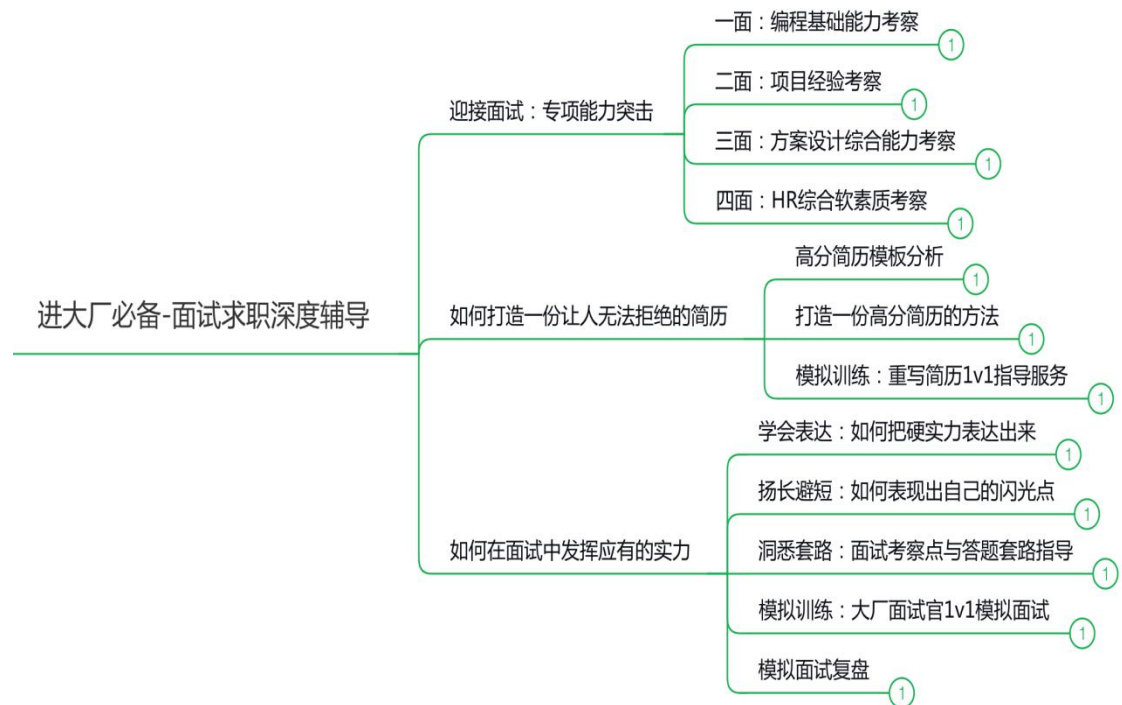 进大厂必备-面试求职深度辅导
迎接面试：专项能力突击
一面：编程基础能力考察
1
二面：项目经验考察
1
三面：方案设计综合能力考察
1
四面：HR综合软素质考察
1
如何打造一份让人无法拒绝的简历
高分简历模板分析
1
打造一份高分简历的方法
1
模拟训练：重写简历1v1指导服务
1
如何在面试中发挥应有的实力
学会表达：如何把硬实力表达出来
1
扬长避短：如何表现出自己的闪光点
1
洞悉套路：面试考察点与答题套路指导
1
模拟训练：大厂面试官1v1模拟面试
1
模拟面试复盘
1